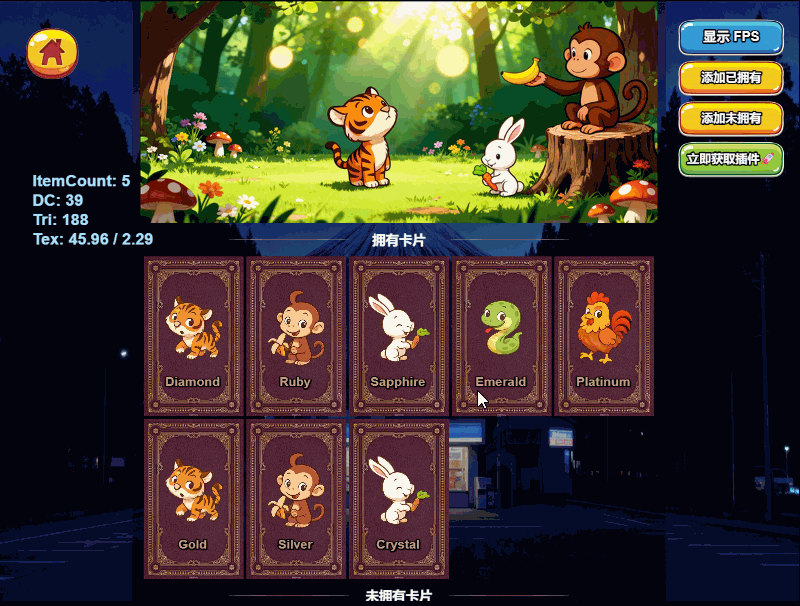 显示 FPS
添加已拥有
添加未拥有
立即获取插件
ItemCount: 5
DC: 39
Tri: 188
Tex: 45.96 / 2.29
拥有卡片
Diamond
Ruby
Sapphire
Emerald
Platinum
Gold
Silver
Crystal
未拥有卡片